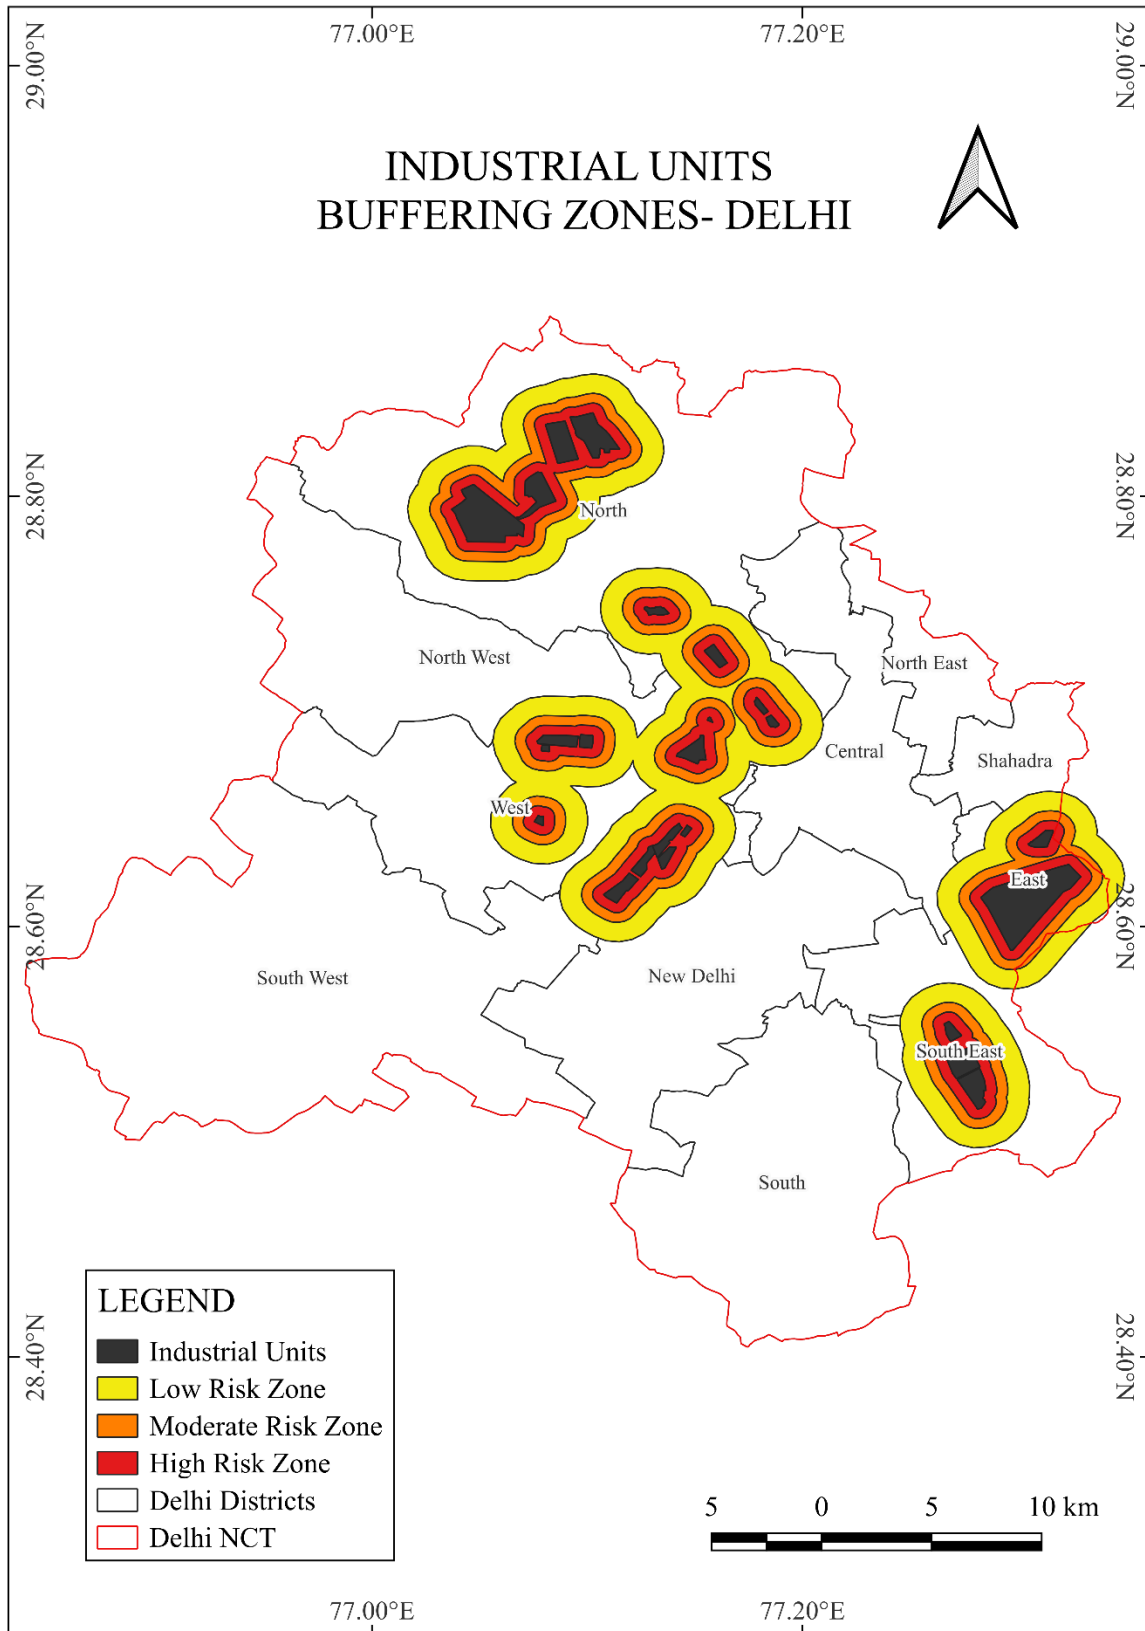 77.00°E
77.20°E
29.00°N
29.00°N
INDUSTRIAL UNITS
BUFFERING ZONES- DELHI
28.80°N
28.80°N
North
North West
North East
Central
Shahadra
West
East
28.60°N
28.60°N
South West
New Delhi
South East
South
LEGEND
Industrial Units
Low Risk Zone
Moderate Risk Zone
High Risk Zone
Delhi Districts
Delhi NCT
28.40°N
28.40°N
5 0 5 10 km
77.00°E
77.20°E